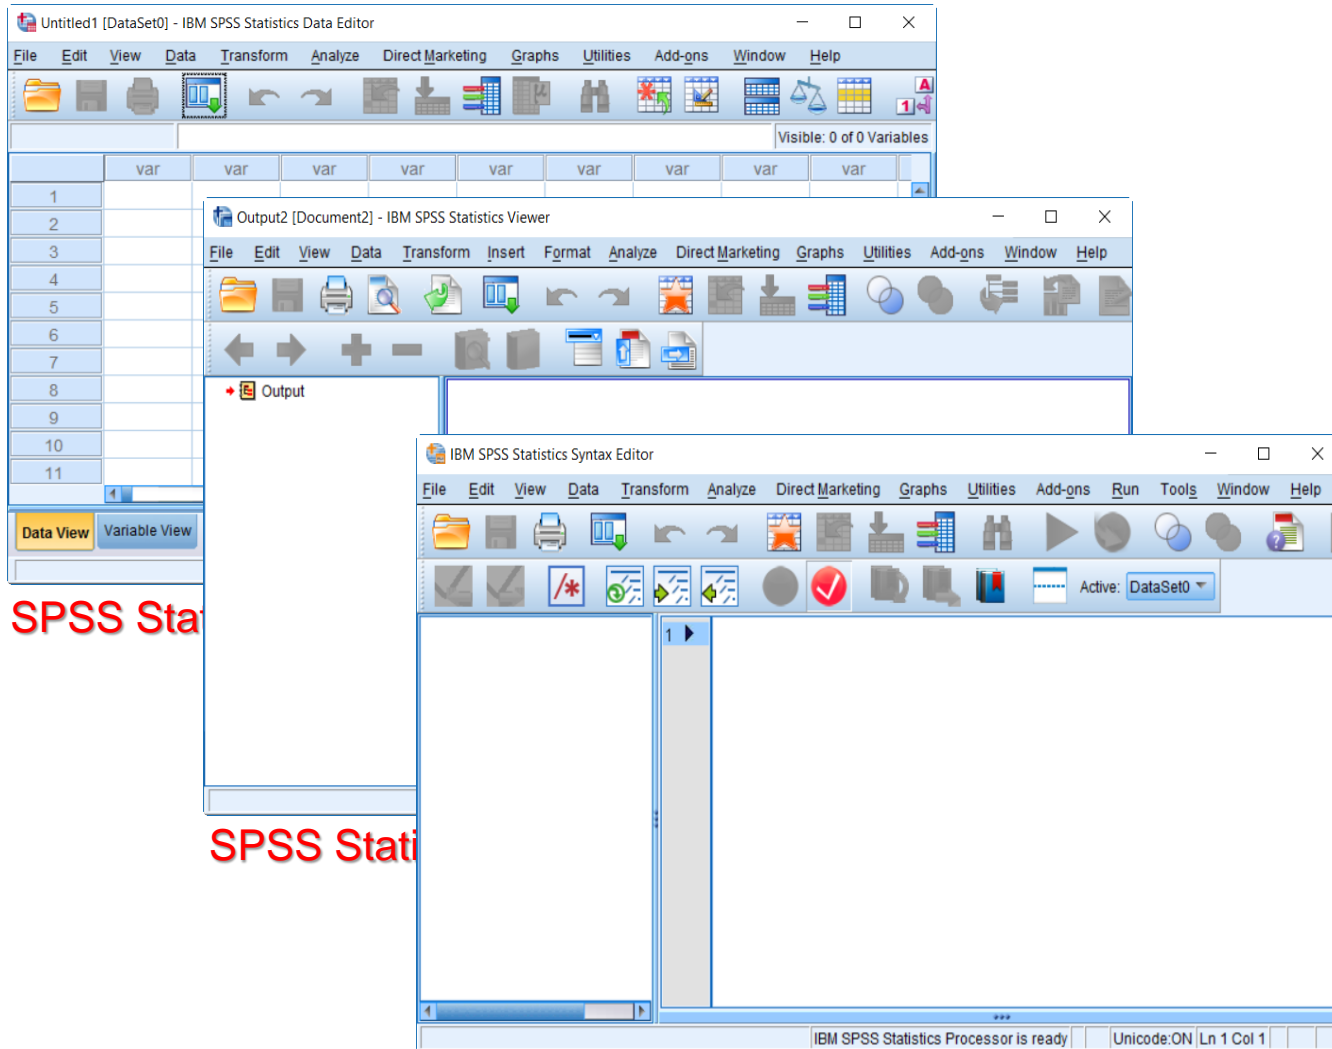 Untitled1 [DataSet0] - IBM SPSS Statistics Data Editor
File Edit View Data Transform Analyze Direct Marketing Graphs Utilities Add-ons Window Help
A
1
Visible: 0 of 0 Variables
var var var var var var var var var
1
2
3
4
5
6
7
8
9
10
11
Data View Variable View
SPSS Stat
Output2 [Document2] - IBM SPSS Statistics Viewer
File Edit View Data Transform Insert Format Analyze Direct Marketing Graphs Utilities Add-ons Window Help
Output
SPSS Stati
IBM SPSS Statistics Syntax Editor
File Edit View Data Transform Analyze Direct Marketing Graphs Utilities Add-ons Run Tools Window Help
/* Active: DataSet0
1
IBM SPSS Statistics Processor is ready Unicode:ON Ln 1 Col 1